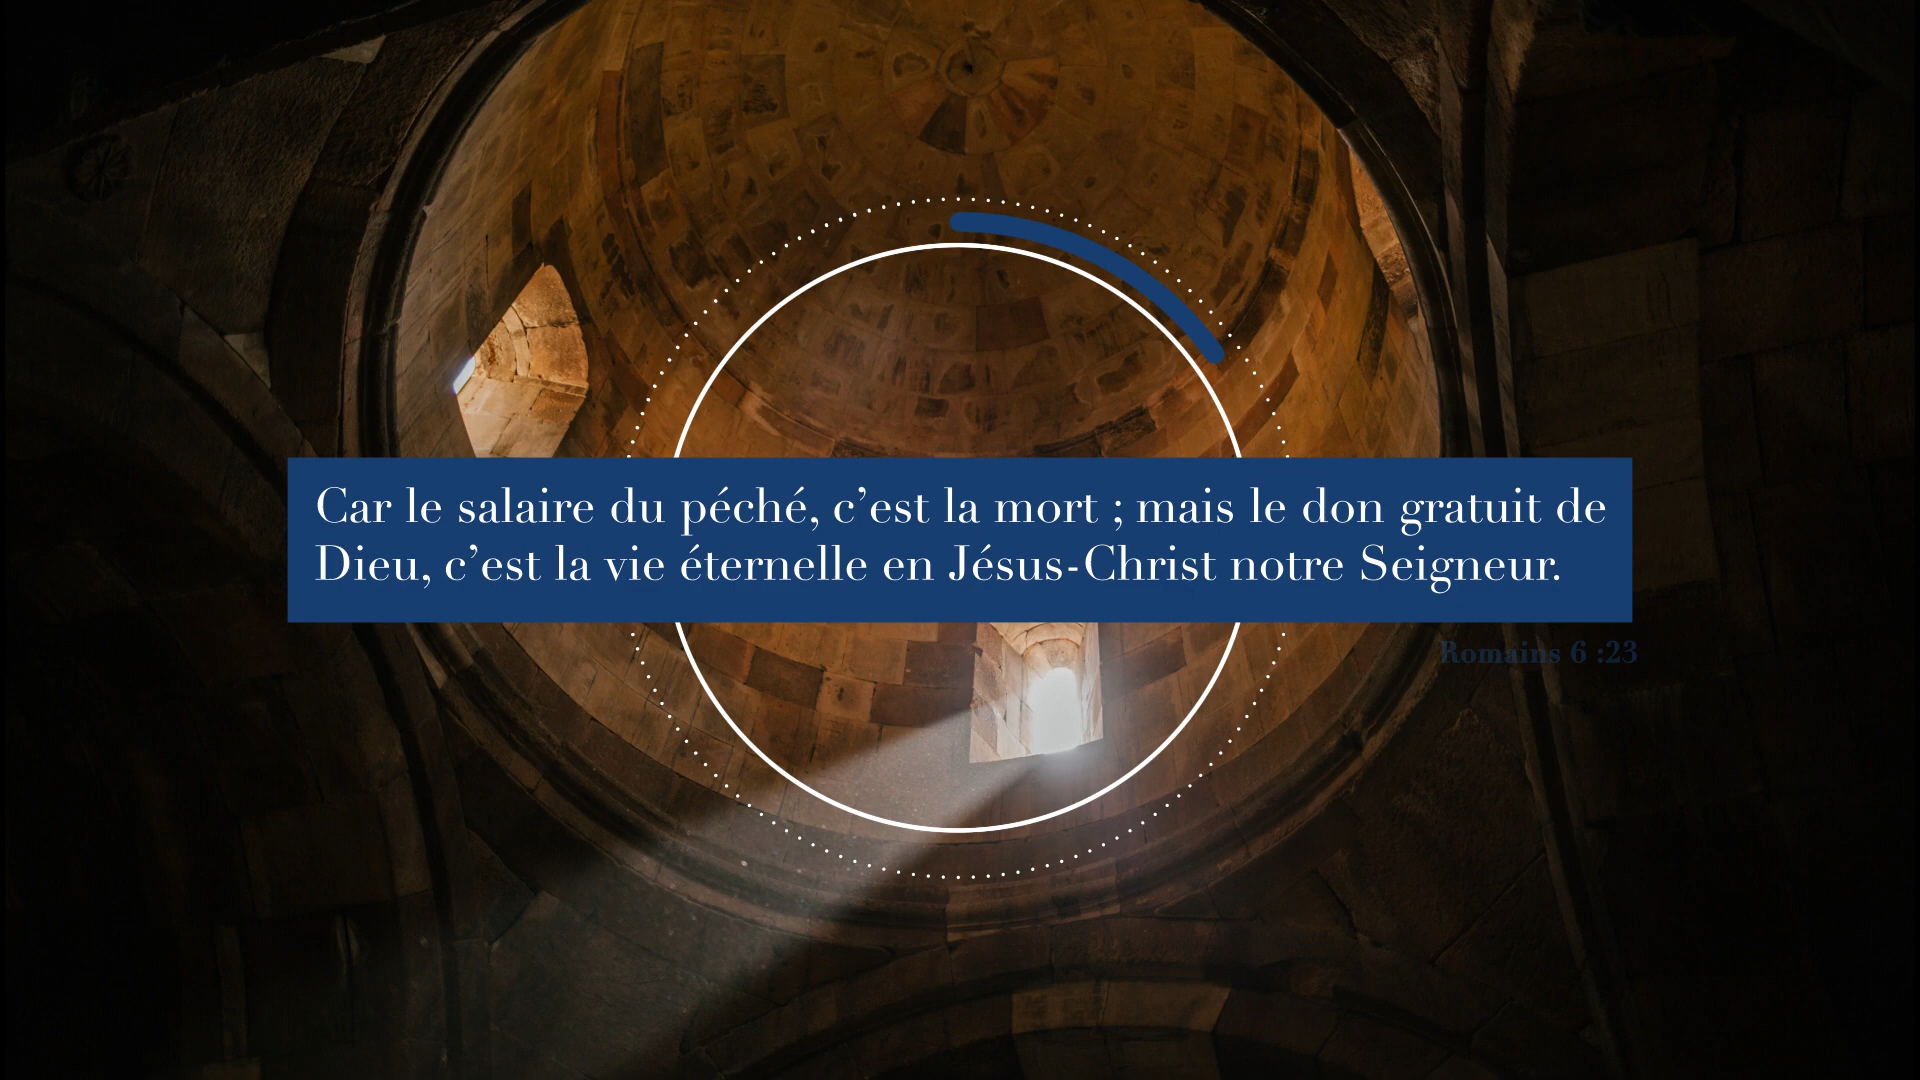 Car le salaire du péché, c’est la mort ; mais le don gratuit de
Dieu, c’est la vie éternelle en Jésus-Christ notre Seigneur.
Romains 6 :23